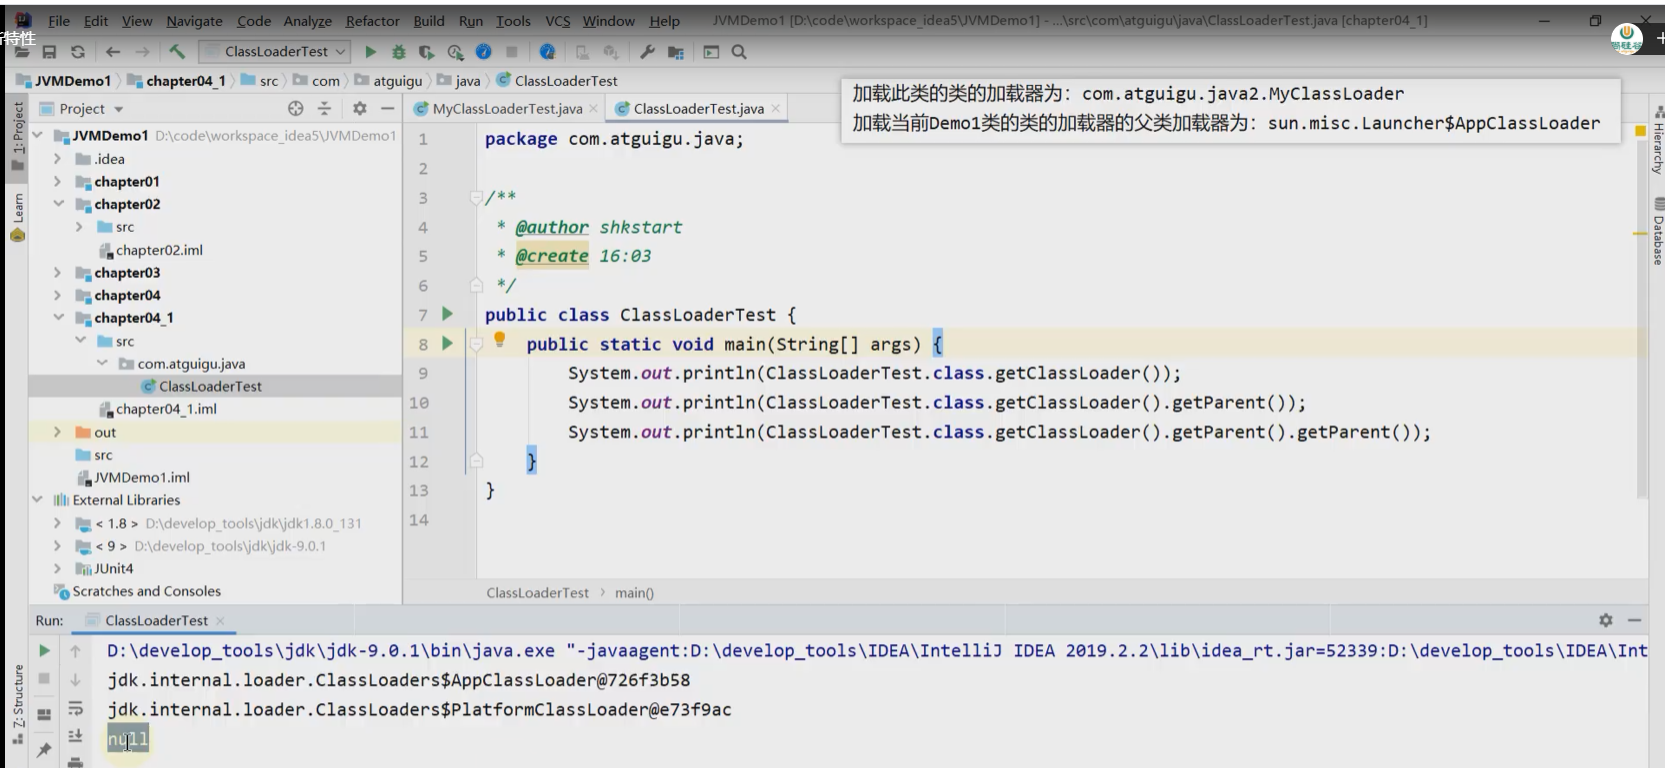 File Edit View Navigate Code Analyze Refactor Build Run Tools VCS Window Help JVMDemo1 [D:\code\workspace_idea5\JVMDemo1] - ...\src\com\atguigu\java\ClassLoaderTest.java [chapter04_1]
特性
ClassLoaderTest
JVMDemo1 chapter04_1 src com atguigu java ClassLoaderTest
加载此类的类的加载器为：com.atguigu.java2.MyClassLoader
加载当前Demo1类的类的加载器的父类加载器为：sun.misc.Launcher$AppClassLoader
1: Project
Learn
Z: Structure
Project
JVMDemo1 D:\code\workspace_idea5\JVMDemo1
.idea
chapter01
chapter02
src
chapter02.iml
chapter03
chapter04
chapter04_1
src
com.atguigu.java
ClassLoaderTest
chapter04_1.iml
out
src
JVMDemo1.iml
External Libraries
< 1.8 > D:\develop_tools\jdk\jdk1.8.0_131
< 9 > D:\develop_tools\jdk\jdk-9.0.1
JUnit4
Scratches and Consoles
MyClassLoaderTest.java ClassLoaderTest.java
1 package com.atguigu.java;
2
3 /**
4 * @author shkstart
5 * @create 16:03
6 */
7 public class ClassLoaderTest {
8 public static void main(String[] args) {
9 System.out.println(ClassLoaderTest.class.getClassLoader());
10 System.out.println(ClassLoaderTest.class.getClassLoader().getParent());
11 System.out.println(ClassLoaderTest.class.getClassLoader().getParent().getParent());
12 }
13 }
14
ClassLoaderTest main()
Hierarchy
Database
Run: ClassLoaderTest
D:\develop_tools\jdk\jdk-9.0.1\bin\java.exe "-javaagent:D:\develop_tools\IDEA\IntelliJ IDEA 2019.2.2\lib\idea_rt.jar=52339:D:\develop_tools\IDEA\Int
jdk.internal.loader.ClassLoaders$AppClassLoader@726f3b58
jdk.internal.loader.ClassLoaders$PlatformClassLoader@e73f9ac
null